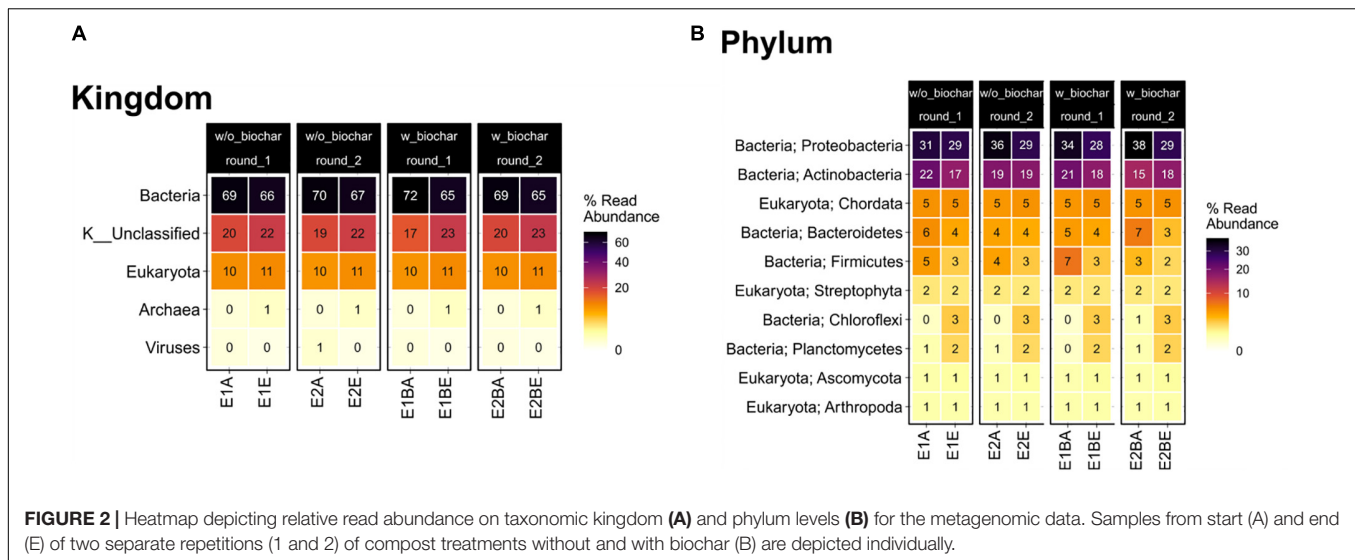 A
Kingdom
w/o_biochar w/o_biochar w_biochar w_biochar
round_1 round_2 round_1 round_2
Bacteria 69 66 70 67 72 65 69 65
K__Unclassified 20 22 19 22 17 23 20 23
Eukaryota 10 11 10 11 10 11 10 11
Archaea 0 1 0 1 0 1 0 1
Viruses 0 0 1 0 0 0 0 0
E1A E1E E2A E2E E1BA E1BE E2BA E2BE
% Read
Abundance
60
40
20
0
B
Phylum
w/o_biochar w/o_biochar w_biochar w_biochar
round_1 round_2 round_1 round_2
Bacteria; Proteobacteria 31 29 36 29 34 28 38 29
Bacteria; Actinobacteria 22 17 19 19 21 18 15 18
Eukaryota; Chordata 5 5 5 5 5 5 5 5
Bacteria; Bacteroidetes 6 4 4 4 5 4 7 3
Bacteria; Firmicutes 5 3 4 3 7 3 3 2
Eukaryota; Streptophyta 2 2 2 2 2 2 2 2
Bacteria; Chloroflexi 0 3 0 3 0 3 1 3
Bacteria; Planctomycetes 1 2 1 2 0 2 1 2
Eukaryota; Ascomycota 1 1 1 1 1 1 1 1
Eukaryota; Arthropoda 1 1 1 1 1 1 1 1
E1A E1E E2A E2E E1BA E1BE E2BA E2BE
% Read
Abundance
30
20
10
0
FIGURE 2 | Heatmap depicting relative read abundance on taxonomic kingdom (A) and phylum levels (B) for the metagenomic data. Samples from start (A) and end
(E) of two separate repetitions (1 and 2) of compost treatments without and with biochar (B) are depicted individually.